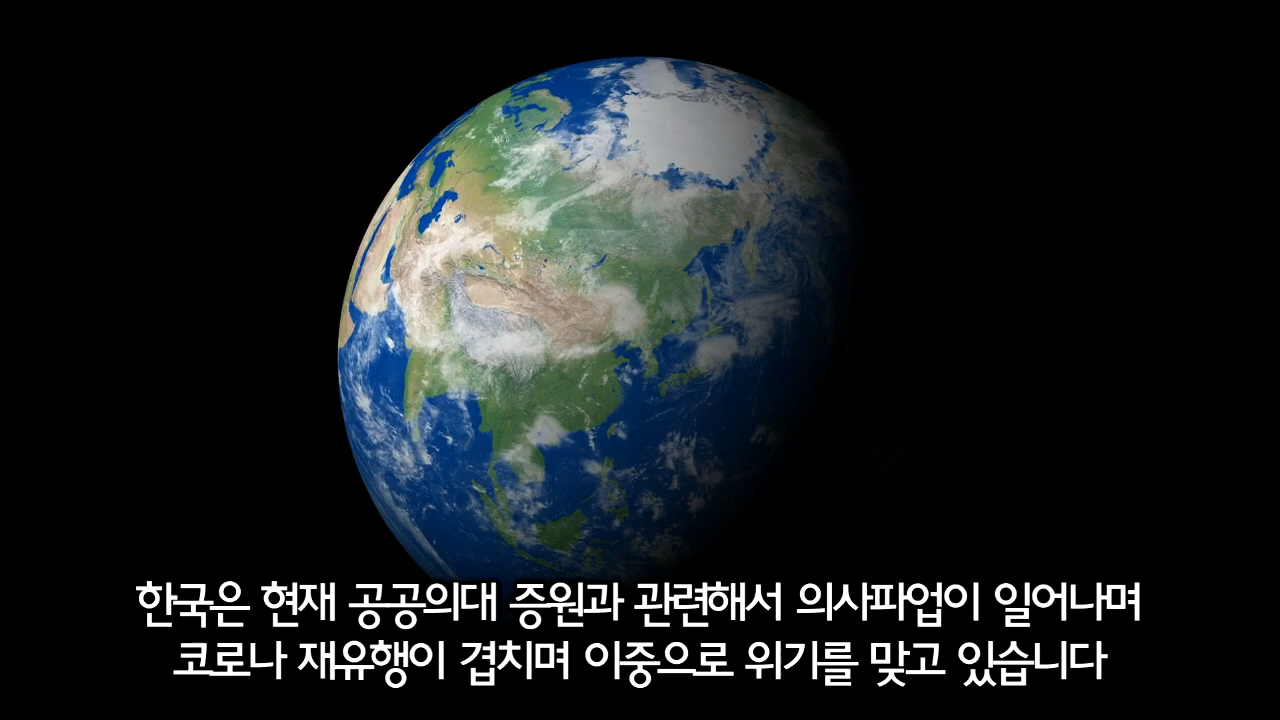 한국은 현재 공공의대 증원과 관련해서 의사파업이 일어나며
코로나 재유행이 겹치며 이중으로 위기를 맞고 있습니다